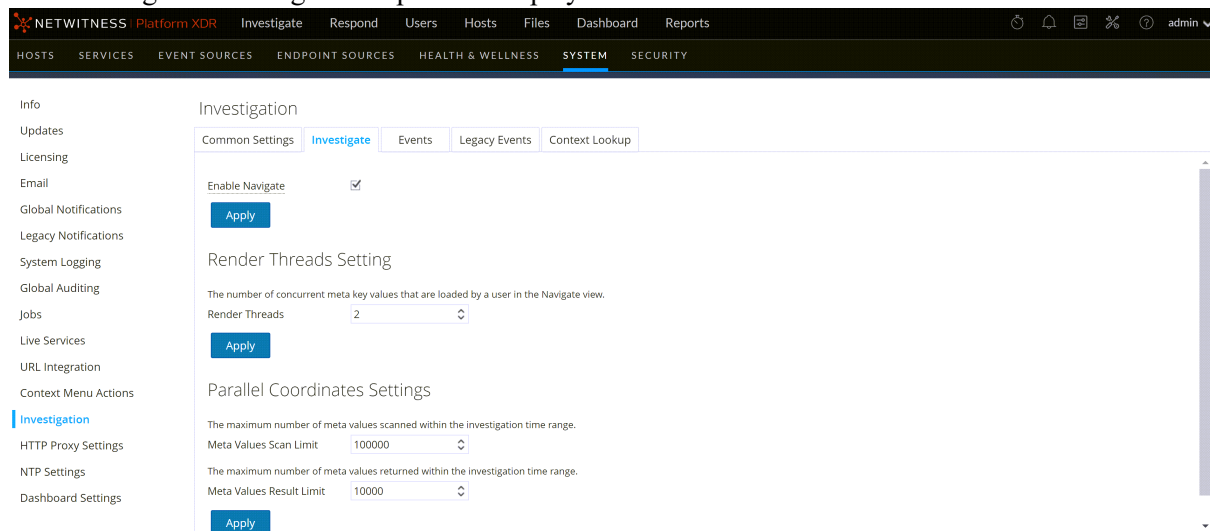 NETWITNESS Platform XDR Investigate Respond Users Hosts Files Dashboard Reports admin
HOSTS SERVICES EVENT SOURCES ENDPOINT SOURCES HEALTH & WELLNESS SYSTEM SECURITY
Info
Updates
Licensing
Email
Global Notifications
Legacy Notifications
System Logging
Global Auditing
Jobs
Live Services
URL Integration
Context Menu Actions
Investigation
HTTP Proxy Settings
NTP Settings
Dashboard Settings
Investigation
Common Settings Investigate Events Legacy Events Context Lookup
Enable Navigate
Apply
Render Threads Setting
The number of concurrent meta key values that are loaded by a user in the Navigate view.
Render Threads 2
Apply
Parallel Coordinates Settings
The maximum number of meta values scanned within the investigation time range.
Meta Values Scan Limit 100000
The maximum number of meta values returned within the investigation time range.
Meta Values Result Limit 10000
Apply